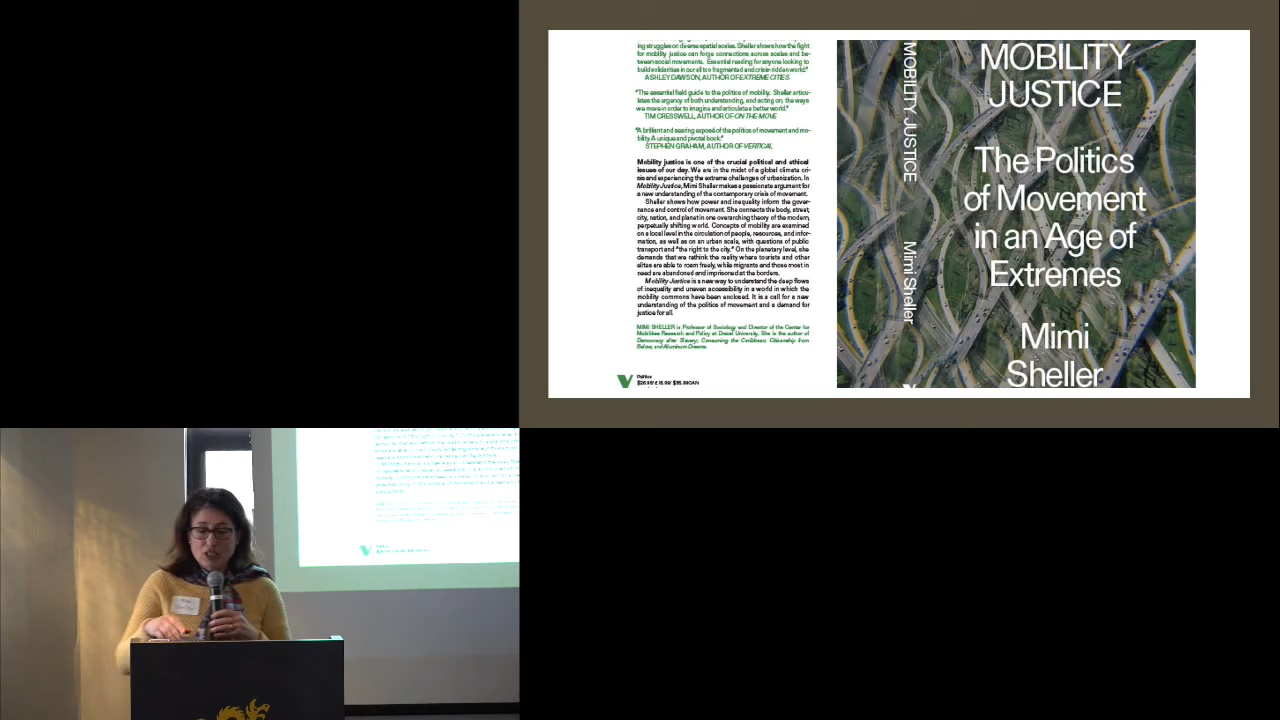 ing struggles on diverse spatial scales. Sheller shows how the fight
for mobility justice can forge connections across scales and be-
tween social movements. Essential reading for anyone looking to
build solidarities in our all too fragmented and crisis-ridden world."
ASHLEY DAWSON, AUTHOR OF EXTREME CITIES
"The essential field guide to the politics of mobility. Sheller articu-
lates the urgency of both understanding, and acting on, the ways
we move in order to imagine and articulate a better world."
TIM CRESSWELL, AUTHOR OF ON THE MOVE
"A brilliant and searing exposé of the politics of movement and mo-
bility. A unique and pivotal book."
STEPHEN GRAHAM, AUTHOR OF VERTICAL
Mobility justice is one of the crucial political and ethical
issues of our day. We are in the midst of a global climate cri-
sis and experiencing the extreme challenges of urbanization. In
Mobility Justice, Mimi Sheller makes a passionate argument for
a new understanding of the contemporary crisis of movement.
Sheller shows how power and inequality inform the gover-
nance and control of movement. She connects the body, street,
city, nation, and planet in one overarching theory of the modern,
perpetually shifting world. Concepts of mobility are examined
on a local level in the circulation of people, resources, and infor-
mation, as well as on an urban scale, with questions of public
transport and "the right to the city." On the planetary level, she
demands that we rethink the reality where tourists and other
elites are able to roam freely, while migrants and those most in
need are abandoned and imprisoned at the borders.
Mobility Justice is a new way to understand the deep flows
of inequality and uneven accessibility in a world in which the
mobility commons have been enclosed. It is a call for a new
understanding of the politics of movement and a demand for
justice for all.
MIMI SHELLER is Professor of Sociology and Director of the Center for
Mobilities Research and Policy at Drexel University. She is the author of
Democracy after Slavery; Consuming the Caribbean; Citizenship from
Below; and Aluminum Dreams.
Politics
$26.95/£16.99/$35.99CAN
MOBILITY JUSTICE
Mimi Sheller
MOBILITY
JUSTICE
The Politics
of Movement
in an Age of
Extremes
Mimi
Sheller